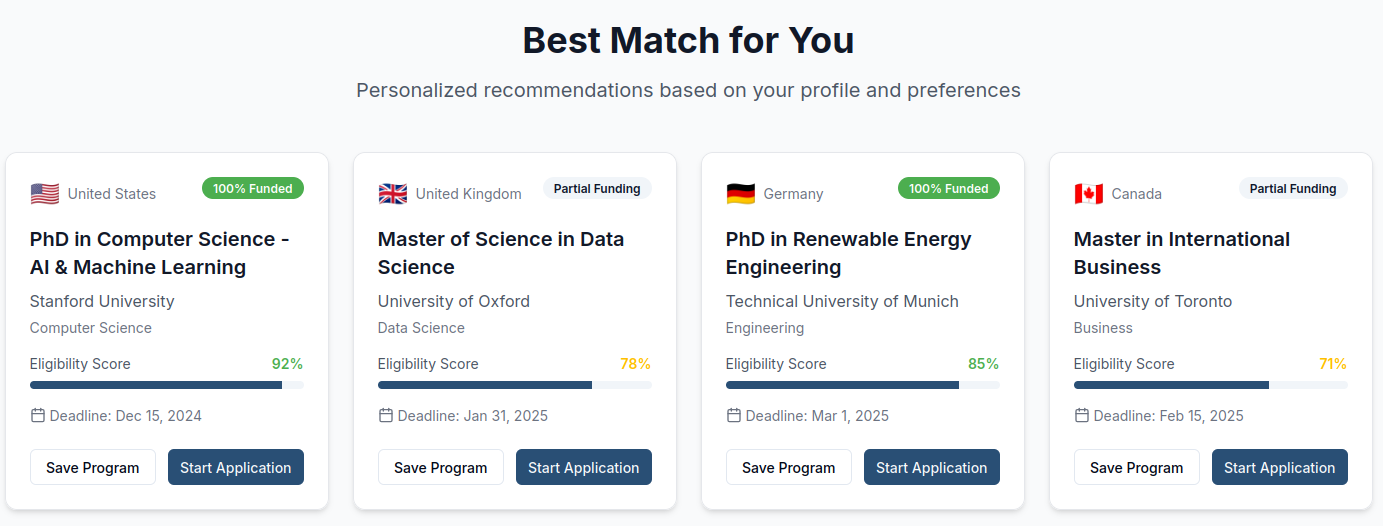 Best Match for You
Personalized recommendations based on your profile and preferences
United States
100% Funded
PhD in Computer Science -
AI & Machine Learning
Stanford University
Computer Science
Eligibility Score 92%
Deadline: Dec 15, 2024
Save Program
Start Application
United Kingdom
Partial Funding
Master of Science in Data
Science
University of Oxford
Data Science
Eligibility Score 78%
Deadline: Jan 31, 2025
Save Program
Start Application
Germany
100% Funded
PhD in Renewable Energy
Engineering
Technical University of Munich
Engineering
Eligibility Score 85%
Deadline: Mar 1, 2025
Save Program
Start Application
Canada
Partial Funding
Master in International
Business
University of Toronto
Business
Eligibility Score 71%
Deadline: Feb 15, 2025
Save Program
Start Application